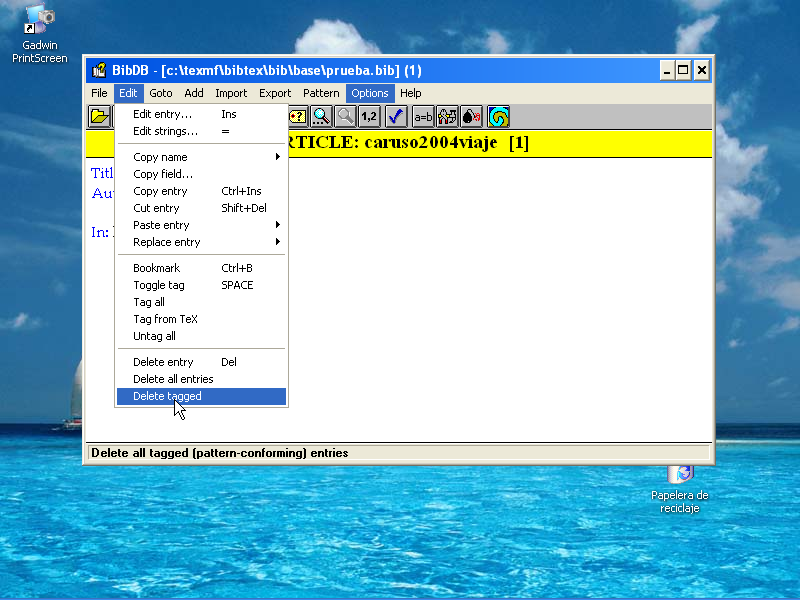 Gadwin
PrintScreen
BibDB - [c:\texmf\bibtex\bib\base\prueba.bib] (1)
File Edit Goto Add Import Export Pattern Options Help
1,2 a=b
RTICLE: caruso2004viaje [1]
Titl
Au
In:
Edit entry... Ins
Edit strings... =
Copy name
Copy field...
Copy entry Ctrl+Ins
Cut entry Shift+Del
Paste entry
Replace entry
Bookmark Ctrl+B
Toggle tag SPACE
Tag all
Tag from TeX
Untag all
Delete entry Del
Delete all entries
Delete tagged
Delete all tagged (pattern-conforming) entries
Papelera de
reciclaje